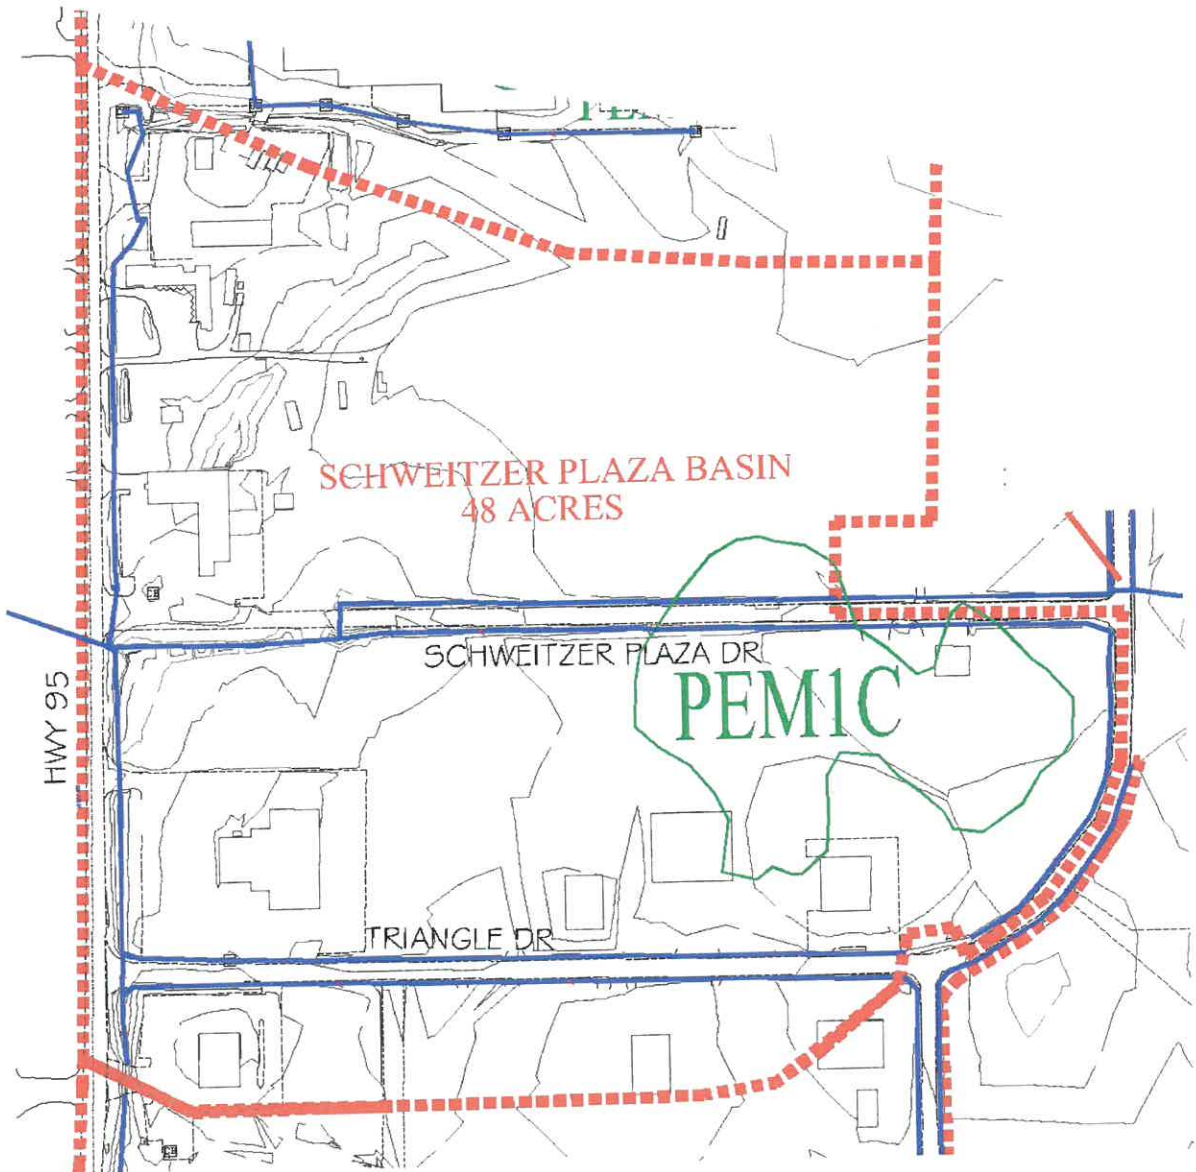 SCHWEITZER PLAZA BASIN
48 ACRES
SCHWEITZER PLAZA DR
PEM1C
HWY 95
TRIANGLE DR